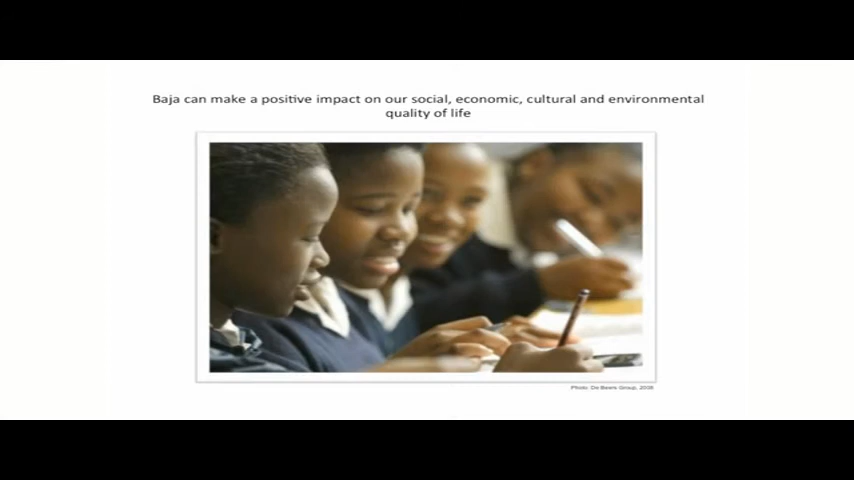 Baja can make a positive impact on our social, economic, cultural and environmental
quality of life
Photo: De Beers Group, 2008